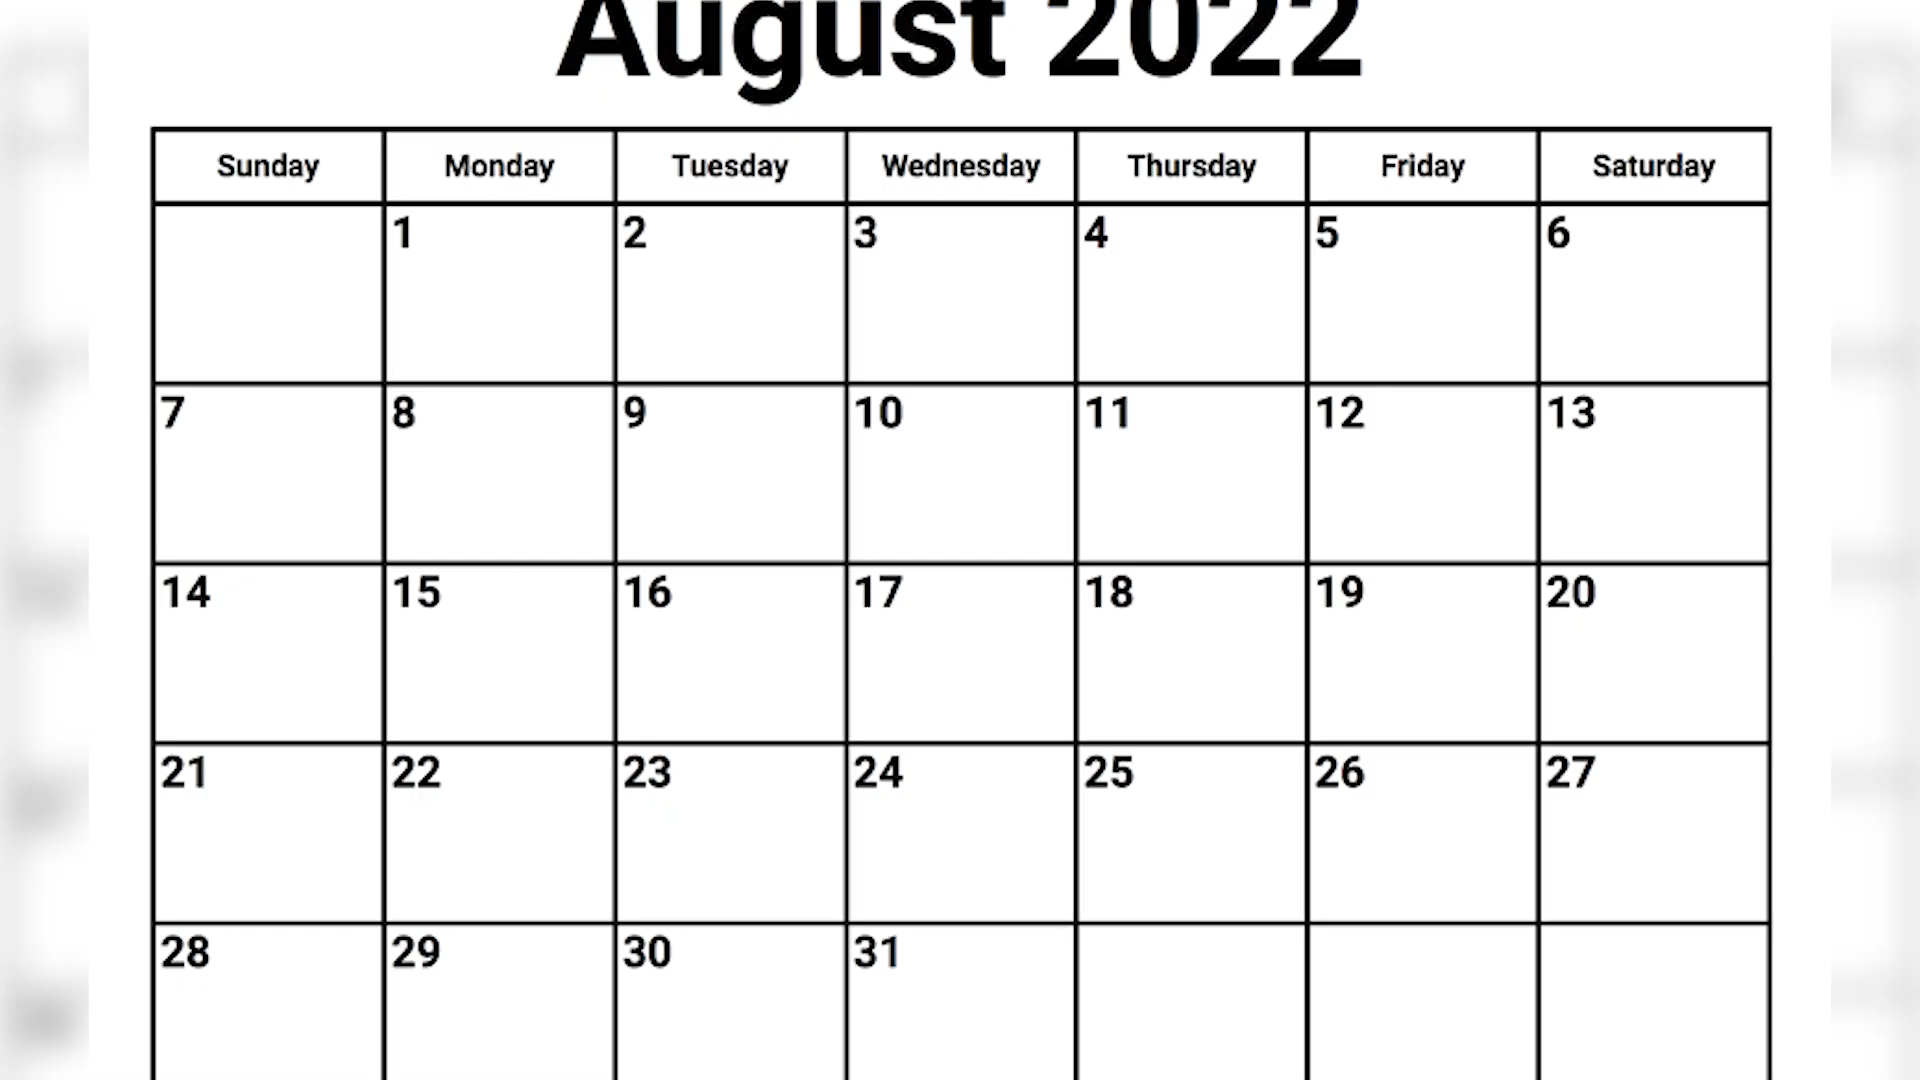 August 2022
Sunday Monday Tuesday Wednesday Thursday Friday Saturday
1 2 3 4 5 6
7 8 9 10 11 12 13
14 15 16 17 18 19 20
21 22 23 24 25 26 27
28 29 30 31